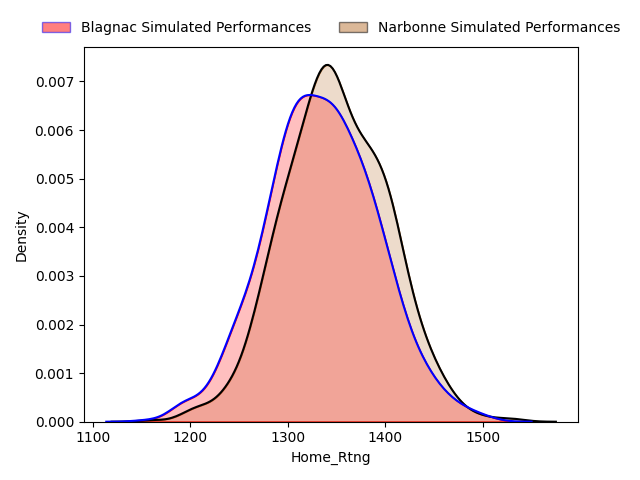 Blagnac Simulated Performances Narbonne Simulated Performances
0.007
0.006
0.005
0.004
0.003
0.002
0.001
0.000
Density
1100 1200 1300 1400 1500
Home_Rtng